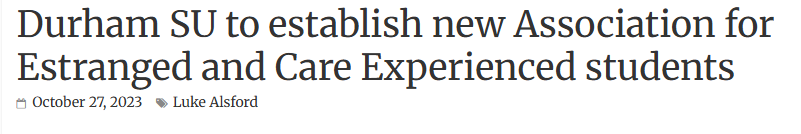 Durham SU to establish new Association for
Estranged and Care Experienced students
October 27, 2023 Luke Alsford